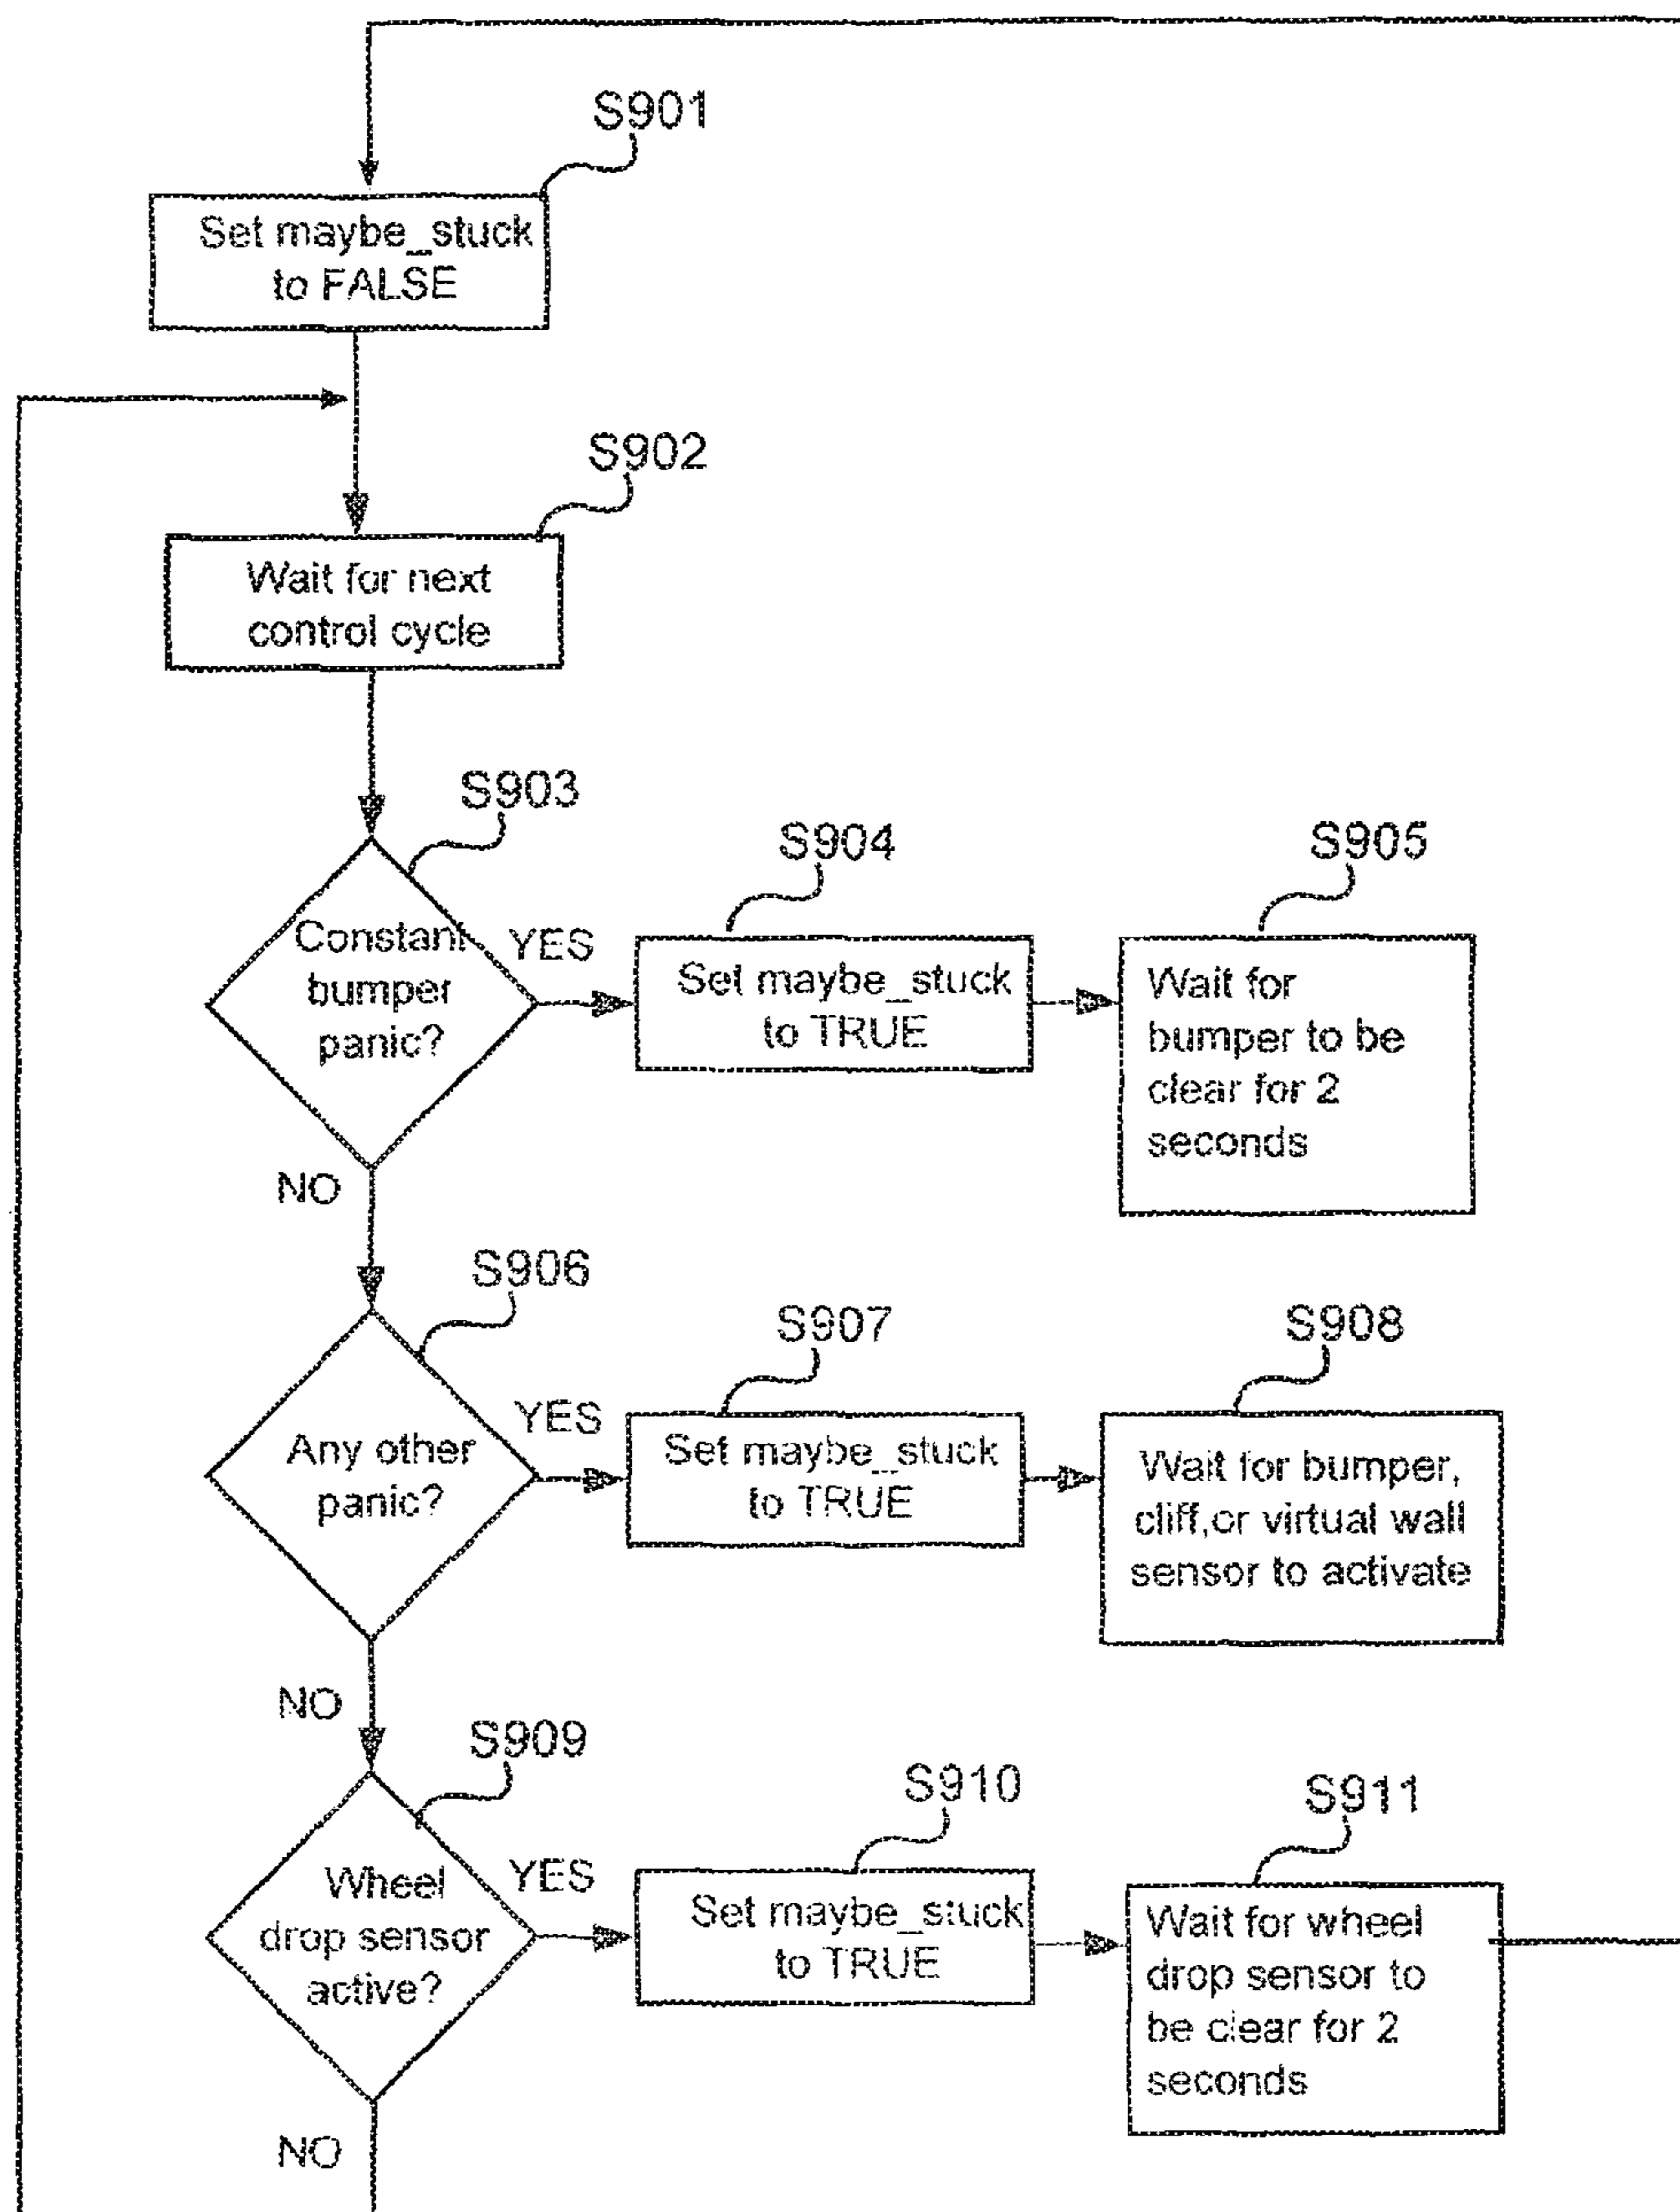 S901
Set maybe_stuck
to FALSE
S902
Wait for next
control cycle
S903
Constant
bumper
panic?
YES
S904
Set maybe_stuck
to TRUE
S905
Wait for
bumper to be
clear for 2
seconds
NO
S906
Any other
panic?
YES
S907
Set maybe_stuck
to TRUE
S908
Wait for bumper,
cliff,or virtual wall
sensor to activate
NO
S909
Wheel
drop sensor
active?
YES
S910
Set maybe_stuck
to TRUE
S911
Wait for wheel
drop sensor to
be clear for 2
seconds
NO